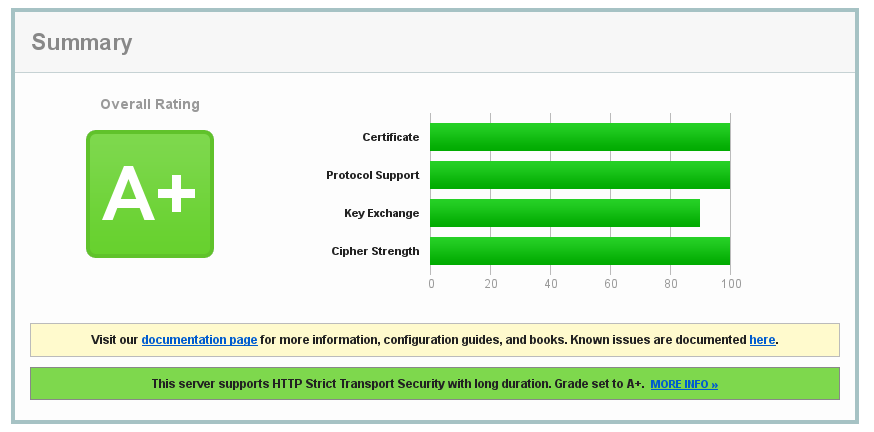 Summary
Overall Rating
A+
Certificate
Protocol Support
Key Exchange
Cipher Strength
0 20 40 60 80 100
Visit our documentation page for more information, configuration guides, and books. Known issues are documented here.
This server supports HTTP Strict Transport Security with long duration. Grade set to A+. MORE INFO »